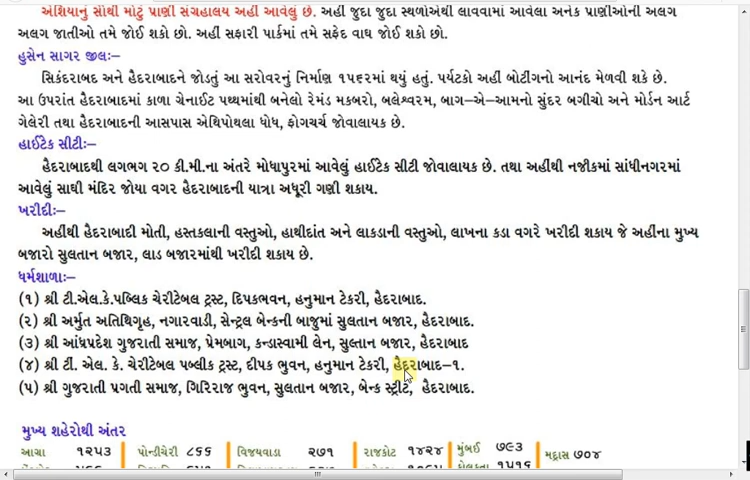 એશિયાનું સૌથી મોટું પાણી સંગ્રહાલય અહીં આવેલું છે. અહીં જુદા જુદા સ્થળોએથી લાવવામાં આવેલા અનેક પ્રાણીઓની અલગ
અલગ જાતીઓ તમે જોઈ શકો છો. અહીં સફારી પાર્કમાં તમે સફેદ વાઘ જોઈ શકો છો.
હુસેન સાગર જીલઃ-
સિકંદરાબદ અને હૈદરાબાદને જોડતું આ સરોવરનું નિર્માણ ૧૫૬૨માં થયું હતું. પર્યટકો અહીં બોટીંગનો આનંદ મેળવી શકે છે.
આ ઉપરાંત હૈદરાબાદમાં કાળા ગ્રેનાઈટ પથ્થમાંથી બનેલો રેમંડ મકબરો, બલેશ્વરમ, બાગ-એ-આમનો સુંદર બગીચો અને મોર્ડન આર્ટ
ગેલેરી તથા હૈદરાબાદની આસપાસ એથિપોથલા ધોધ, ફોગચર્ચ જોવાલાયક છે.
હાઈટેક સીટીઃ-
હૈદરાબાદથી લગભગ ૨૦ કી.મી.ના અંતરે મોધાપુરમાં આવેલું હાઈટેક સીટી જોવાલાયક છે. તથા અહીંથી નજીકમાં સાંધીનગરમાં
આવેલું સાધી મંદિર જોયા વગર હૈદરાબાદની યાત્રા અધૂરી ગણી શકાય.
ખરીદીઃ-
અહીંથી હૈદરાબાદી મોતી, હસ્તકલાની વસ્તુઓ, હાથીદાંત અને લાકડાની વસ્તુઓ, લાખના કડા વગરે ખરીદી શકાય જે અહીંના મુખ્ય
બજારો સુલતાન બજાર, લાડ બજારમાંથી ખરીદી શકાય છે.
ધર્મશાળાઃ-
(૧) શ્રી ટી.એલ.કે.પબ્લિક ચેરીટેબલ ટ્રસ્ટ, દિપકભવન, હનુમાન ટેકરી, હૈદરાબાદ.
(૨) શ્રી અર્મુત અતિથિગૃહ, નગારવાડી, સેન્ટ્રલ બેન્કની બાજુમાં સુલતાન બજાર, હૈદરાબાદ.
(૩) શ્રી આંધપ્રદેશ ગુજરાતી સમાજ, પ્રેમબાગ, કન્ડાસ્વામી લેન, સુલ્તાન બજાર, હૈદરાબાદ
(૪) શ્રી ટીં. એલ. કે. ચેરીટેબલ પબ્લીક ટ્રસ્ટ, દીપક ભુવન, હનુમાન ટેકરી, હૈદરાબાદ-૧.
(૫) શ્રી ગુજરાતી પ્રગતી સમાજ, ગિરિરાજ ભુવન, સુલતાન બજાર, બેન્ક સ્ટ્રીટ, હૈદરાબાદ.
મુખ્ય શહેરોથી અંતર
આગ્રા ૧૨૫૩ પોન્ડીચેરી ૮૬૬ વિજયવાડા ૨૭૧ રાજકોટ ૧૪૨૪ મુંબઈ ૭૯૩ મદ્રાસ ૭૦૪
કોલકત્તા ૧૫૧૬